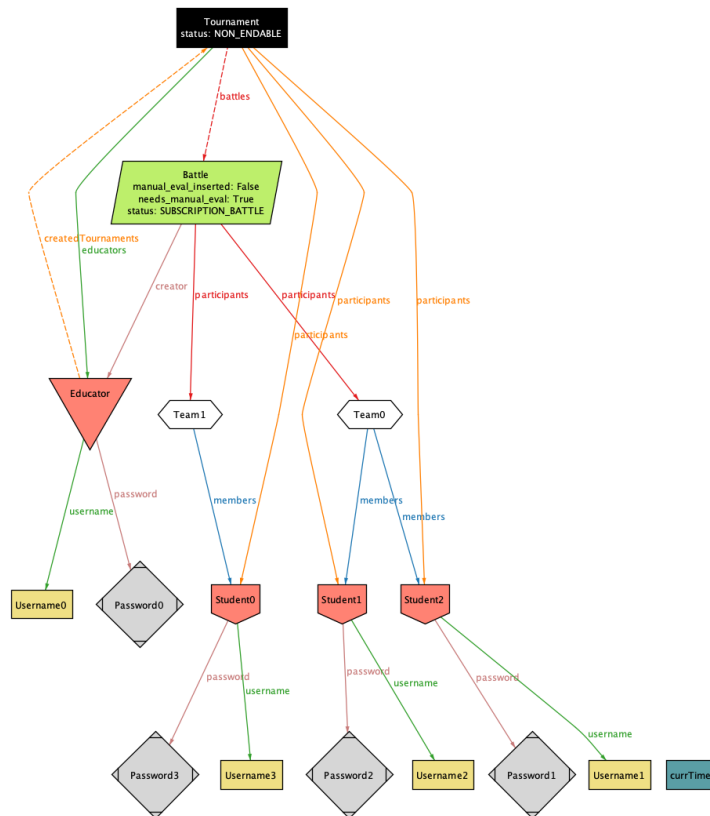 Tournament
status: NON_ENDABLE
battles
Battle
manual_eval_inserted: False
needs_manual_eval: True
status: SUBSCRIPTION_BATTLE
createdTournaments
educators
creator
participants
participants
participants
participants
participants
Educator
Team1
Team0
username
password
members
members
members
Username0
Password0
Student0
Student1
Student2
password
username
password
username
password
username
Password3
Username3
Password2
Username2
Password1
Username1
currTime